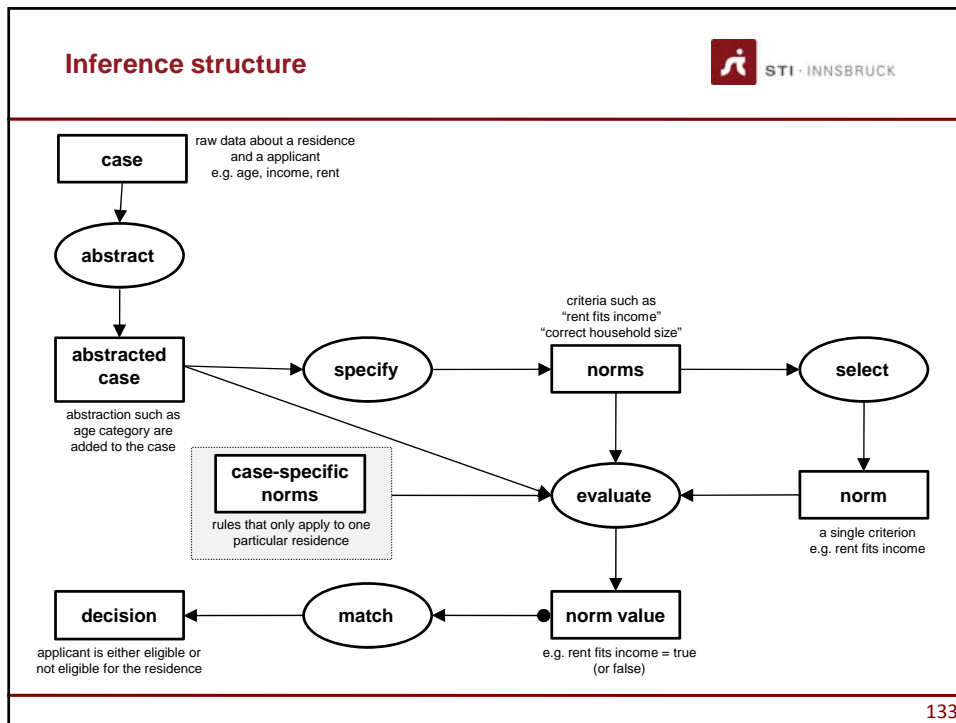 Inference structure
STI · INNSBRUCK
case
raw data about a residence
and a applicant
e.g. age, income, rent
abstract
abstracted
case
abstraction such as
age category are
added to the case
specify
criteria such as
“rent fits income”
“correct household size”
norms
select
case-specific
norms
rules that only apply to one
particular residence
evaluate
norm
a single criterion
e.g. rent fits income
decision
applicant is either eligible or
not eligible for the residence
match
norm value
e.g. rent fits income = true
(or false)
133